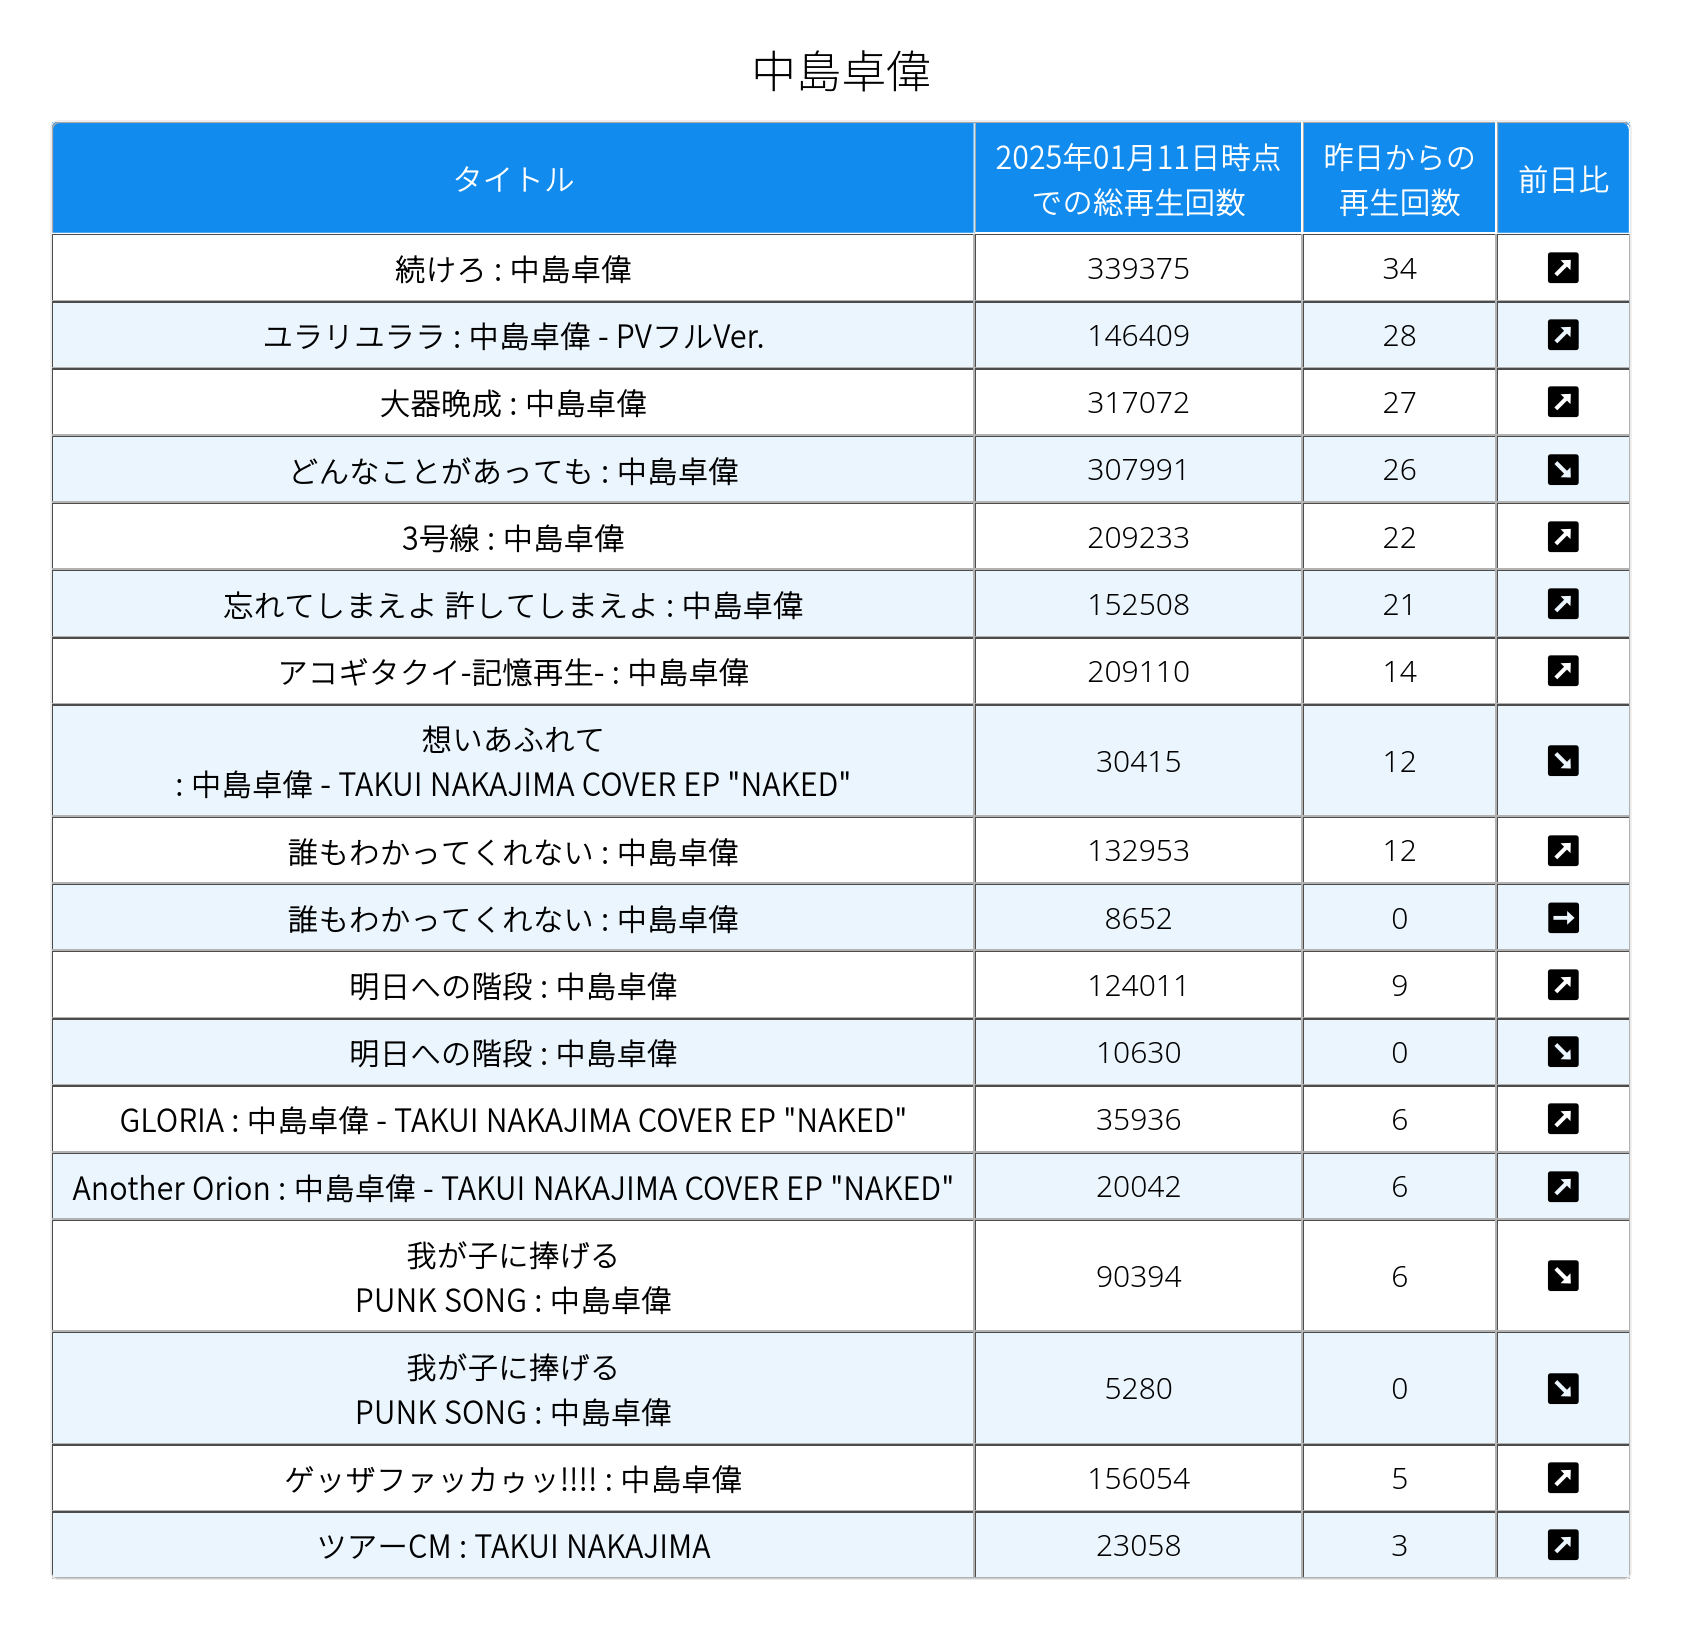 中島卓偉
タイトル
2025年01月11日時点
での総再生回数
昨日からの
再生回数
前日比
続けろ : 中島卓偉
339375
34
ユラリユララ : 中島卓偉 - PVフルVer.
146409
28
大器晩成 : 中島卓偉
317072
27
どんなことがあっても : 中島卓偉
307991
26
3号線 : 中島卓偉
209233
22
忘れてしまえよ 許してしまえよ : 中島卓偉
152508
21
アコギタクイ-記憶再生- : 中島卓偉
209110
14
想いあふれて
: 中島卓偉 - TAKUI NAKAJIMA COVER EP "NAKED"
30415
12
誰もわかってくれない : 中島卓偉
132953
12
誰もわかってくれない : 中島卓偉
8652
0
明日への階段 : 中島卓偉
124011
9
明日への階段 : 中島卓偉
10630
0
GLORIA : 中島卓偉 - TAKUI NAKAJIMA COVER EP "NAKED"
35936
6
Another Orion : 中島卓偉 - TAKUI NAKAJIMA COVER EP "NAKED"
20042
6
我が子に捧げる
PUNK SONG : 中島卓偉
90394
6
我が子に捧げる
PUNK SONG : 中島卓偉
5280
0
ゲッザファッカゥッ!!!! : 中島卓偉
156054
5
ツアーCM : TAKUI NAKAJIMA
23058
3